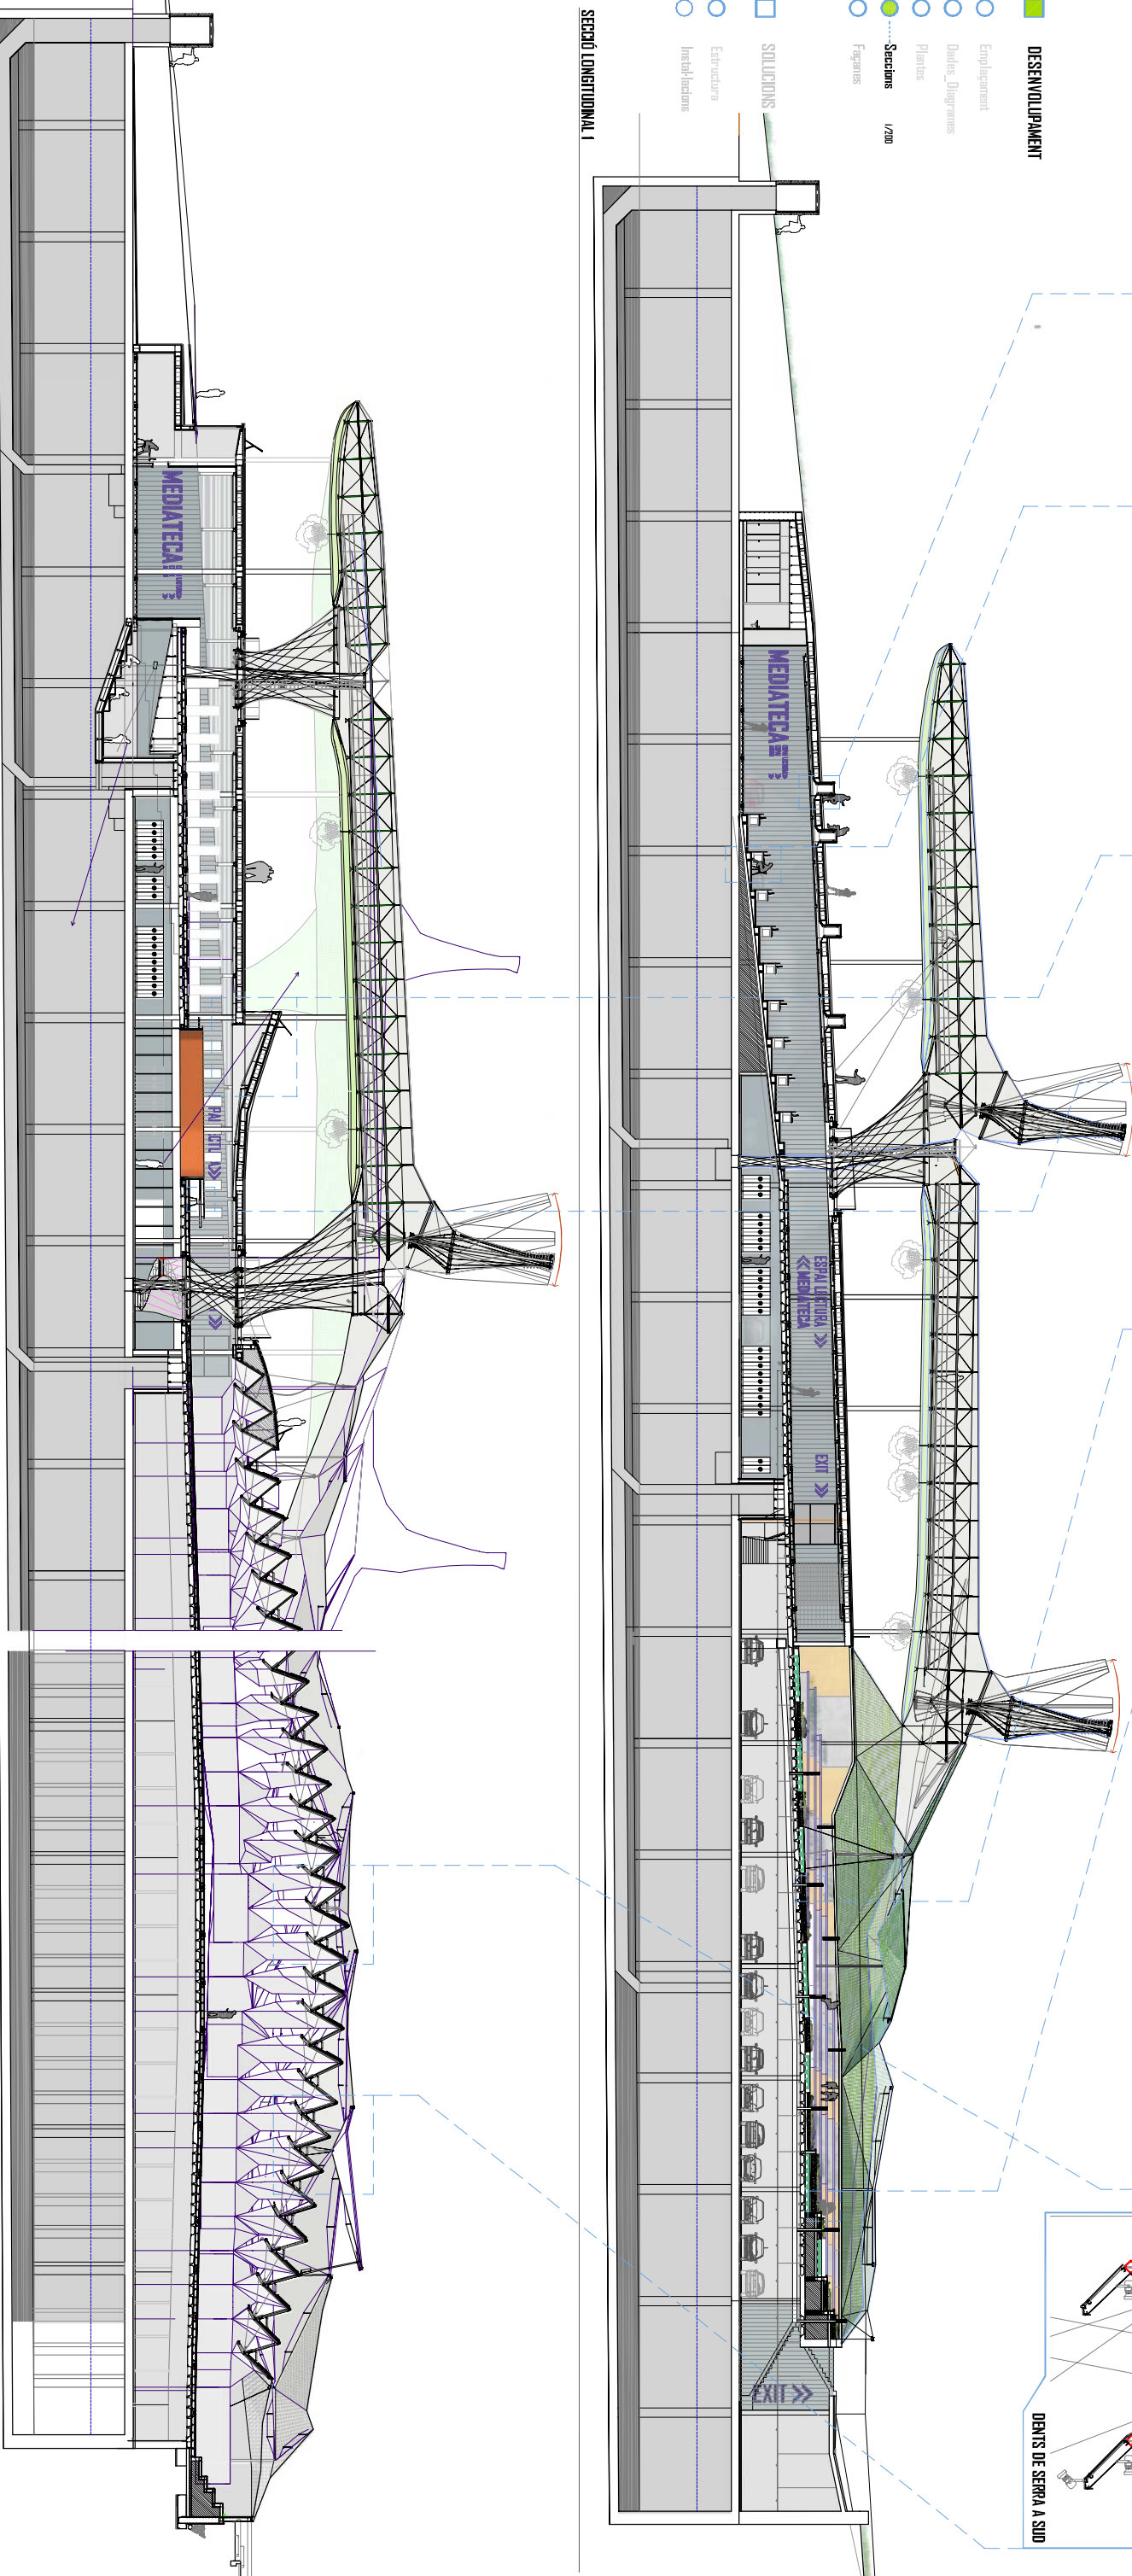 DESENVOLUPAMENT
Emplaçament
Dades_Diagrames
Plantes
Seccions 1/200
Façanes
SOLUCIONS
Estructura
Instal·lacions
SECCIÓ LONGITUDINAL 1
MEDIATECA
ESPAI LECTURA >>
<< MEDIATECA
EXIT >>
EXIT >>
DENTS DE SERRA A SUD
MEDIATECA